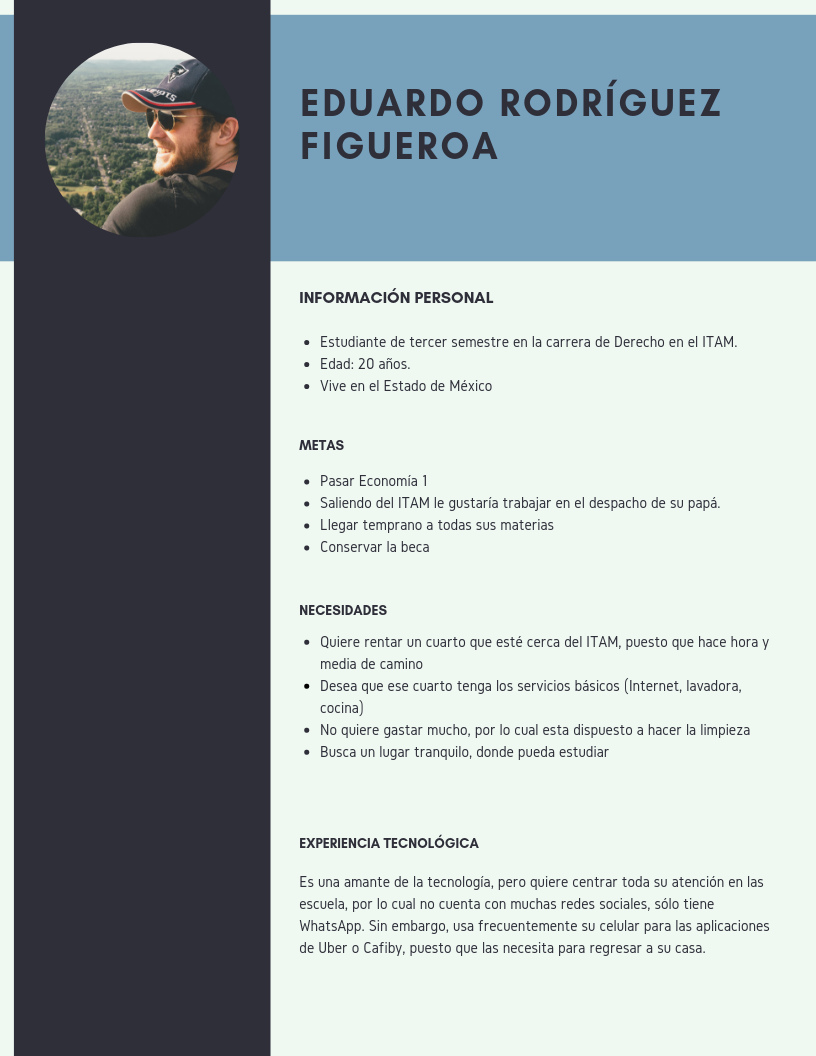 EDUARDO RODRÍGUEZ
FIGUEROA
INFORMACIÓN PERSONAL
Estudiante de tercer semestre en la carrera de Derecho en el ITAM.
Edad: 20 años.
Vive en el Estado de México
METAS
Pasar Economía 1
Saliendo del ITAM le gustaría trabajar en el despacho de su papá.
Llegar temprano a todas sus materias
Conservar la beca
NECESIDADES
Quiere rentar un cuarto que esté cerca del ITAM, puesto que hace hora y
media de camino
Desea que ese cuarto tenga los servicios básicos (Internet, lavadora,
cocina)
No quiere gastar mucho, por lo cual esta dispuesto a hacer la limpieza
Busca un lugar tranquilo, donde pueda estudiar
EXPERIENCIA TECNOLÓGICA
Es una amante de la tecnología, pero quiere centrar toda su atención en las
escuela, por lo cual no cuenta con muchas redes sociales, sólo tiene
WhatsApp. Sin embargo, usa frecuentemente su celular para las aplicaciones
de Uber o Cafiby, puesto que las necesita para regresar a su casa.